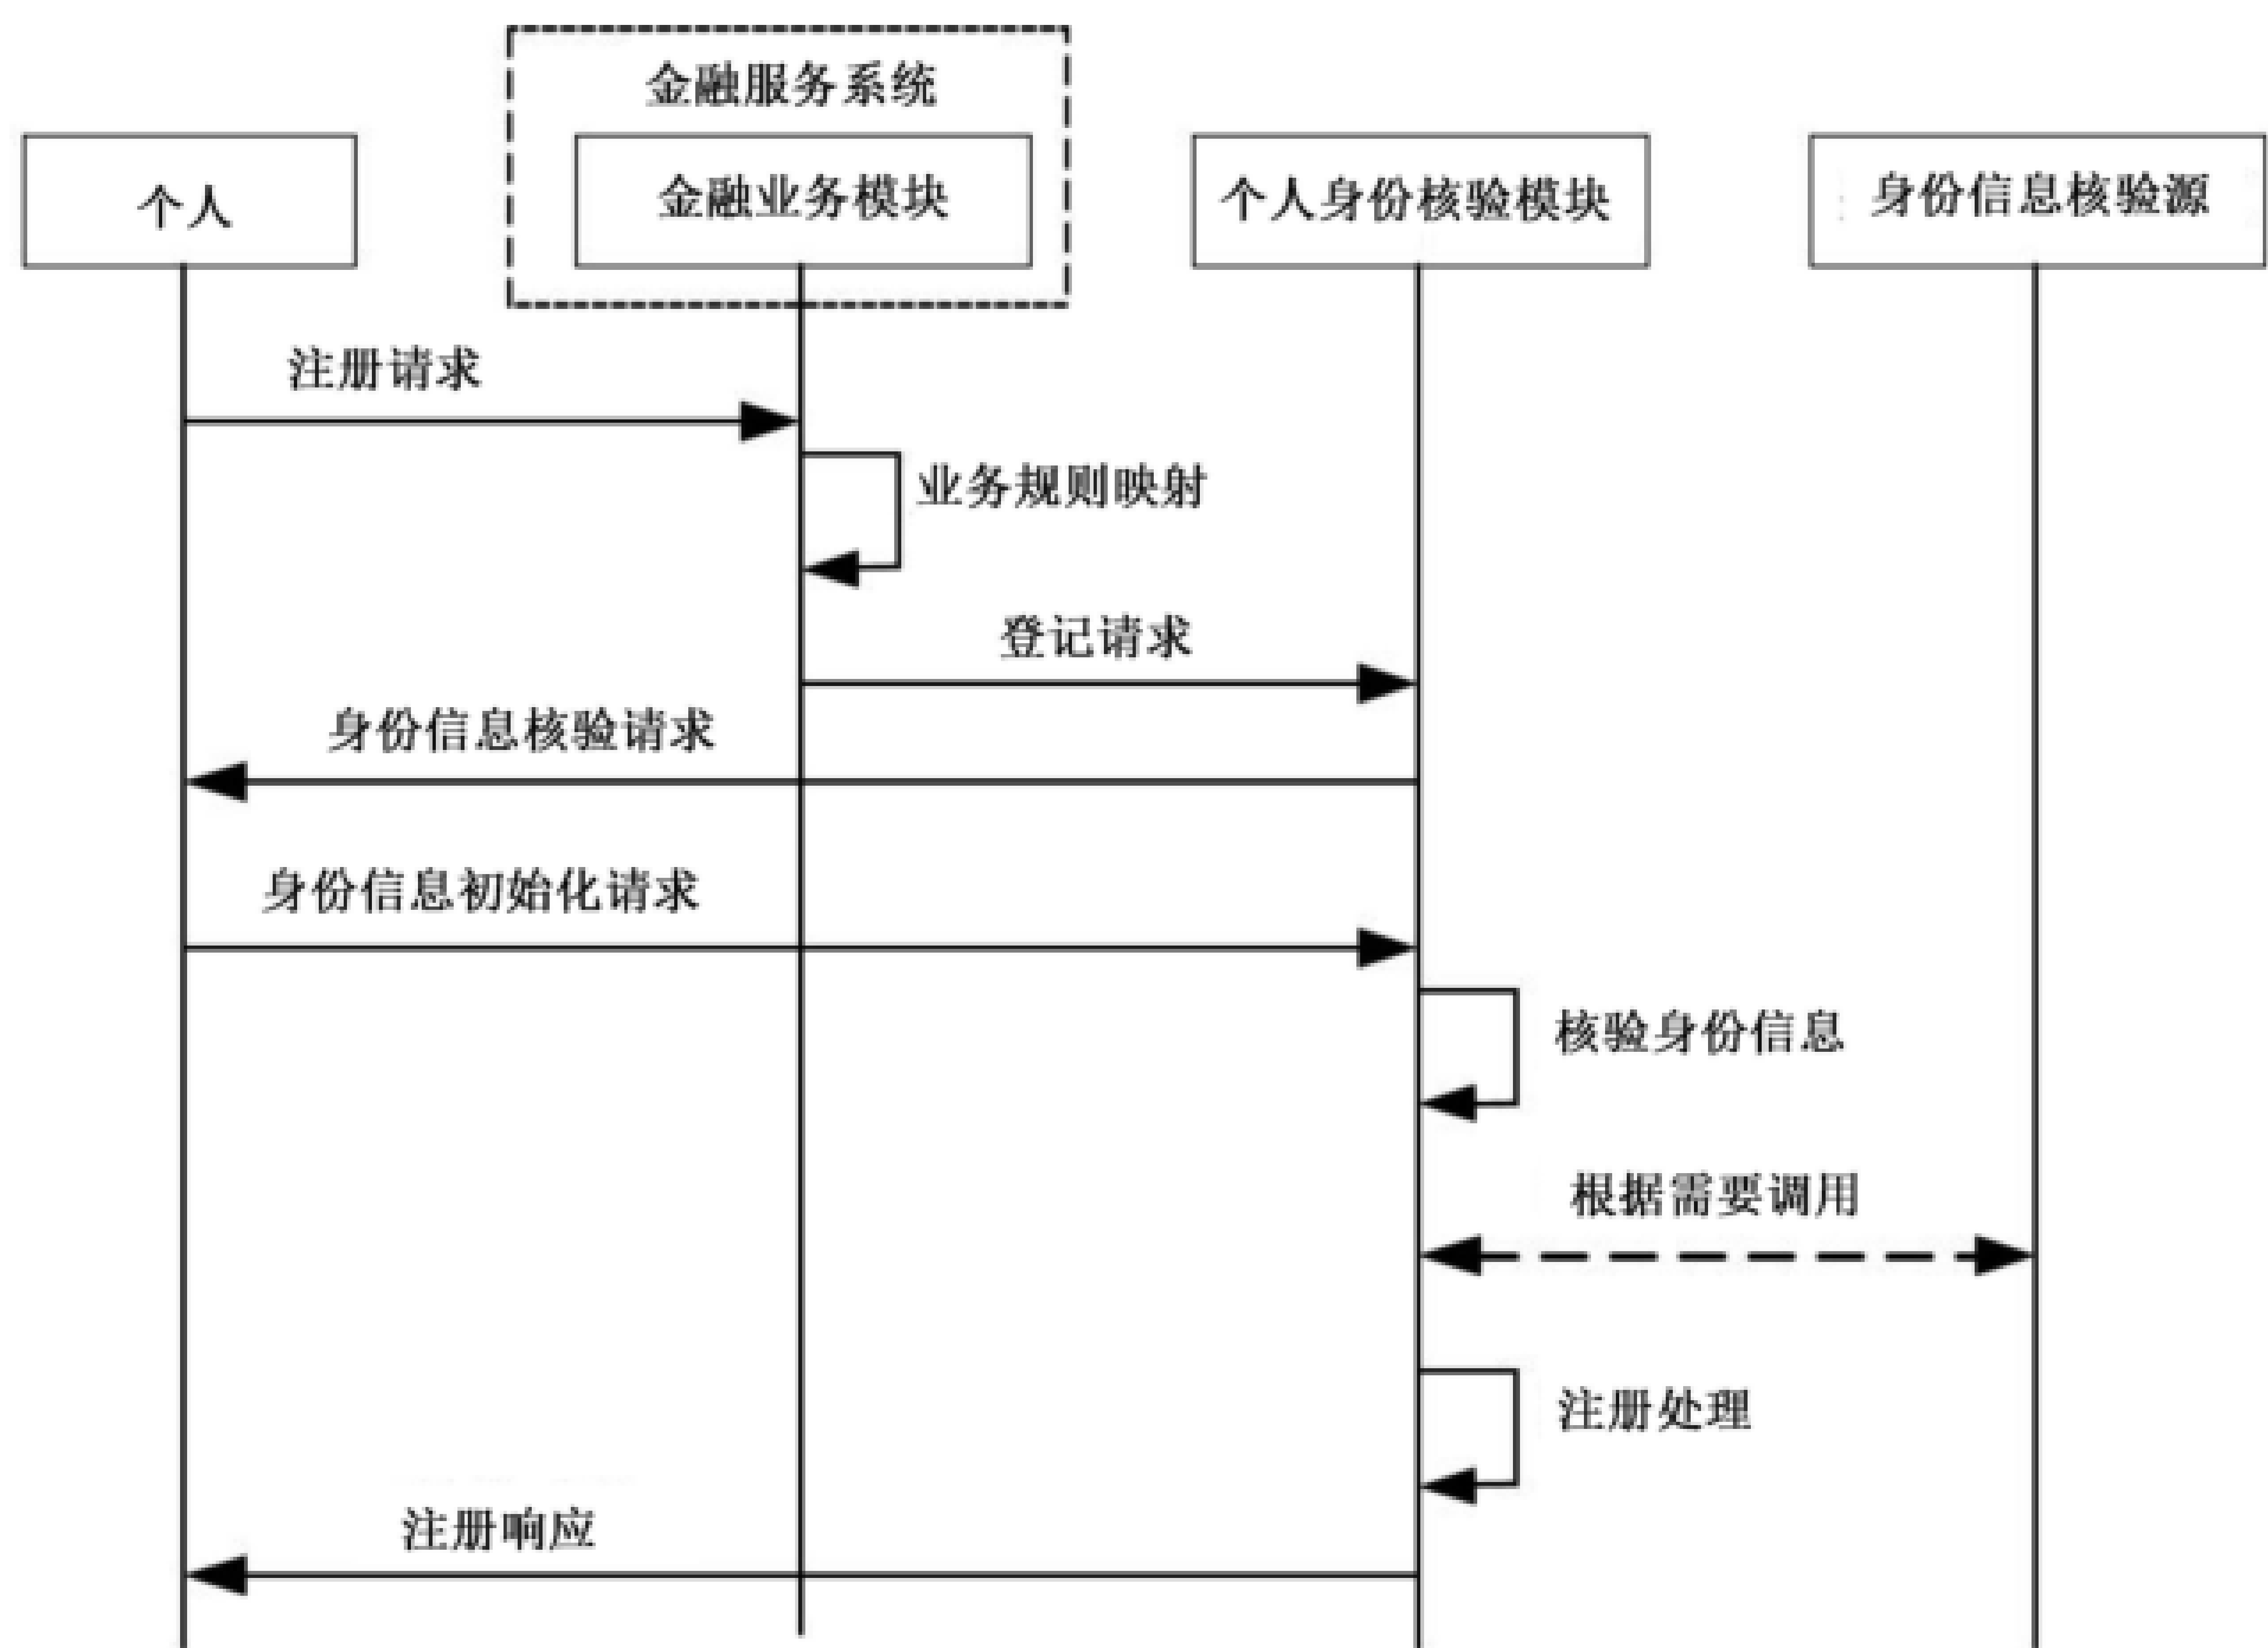 金融服务系统
个人
金融业务模块
个人身份核验模块
身份信息核验源
注册请求
业务规则映射
登记请求
身份信息核验请求
身份信息初始化请求
核验身份信息
根据需要调用
注册处理
注册响应